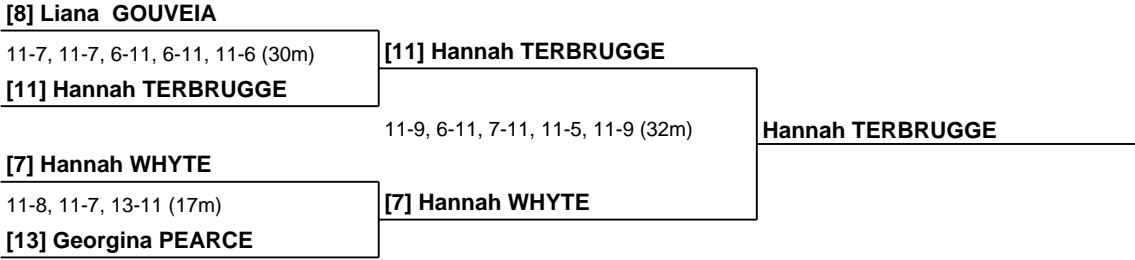 [8] Liana GOUVEIA
11-7, 11-7, 6-11, 6-11, 11-6 (30m)
[11] Hannah TERBRUGGE
[11] Hannah TERBRUGGE
11-9, 6-11, 7-11, 11-5, 11-9 (32m)
Hannah TERBRUGGE
[7] Hannah WHYTE
11-8, 11-7, 13-11 (17m)
[7] Hannah WHYTE
[13] Georgina PEARCE